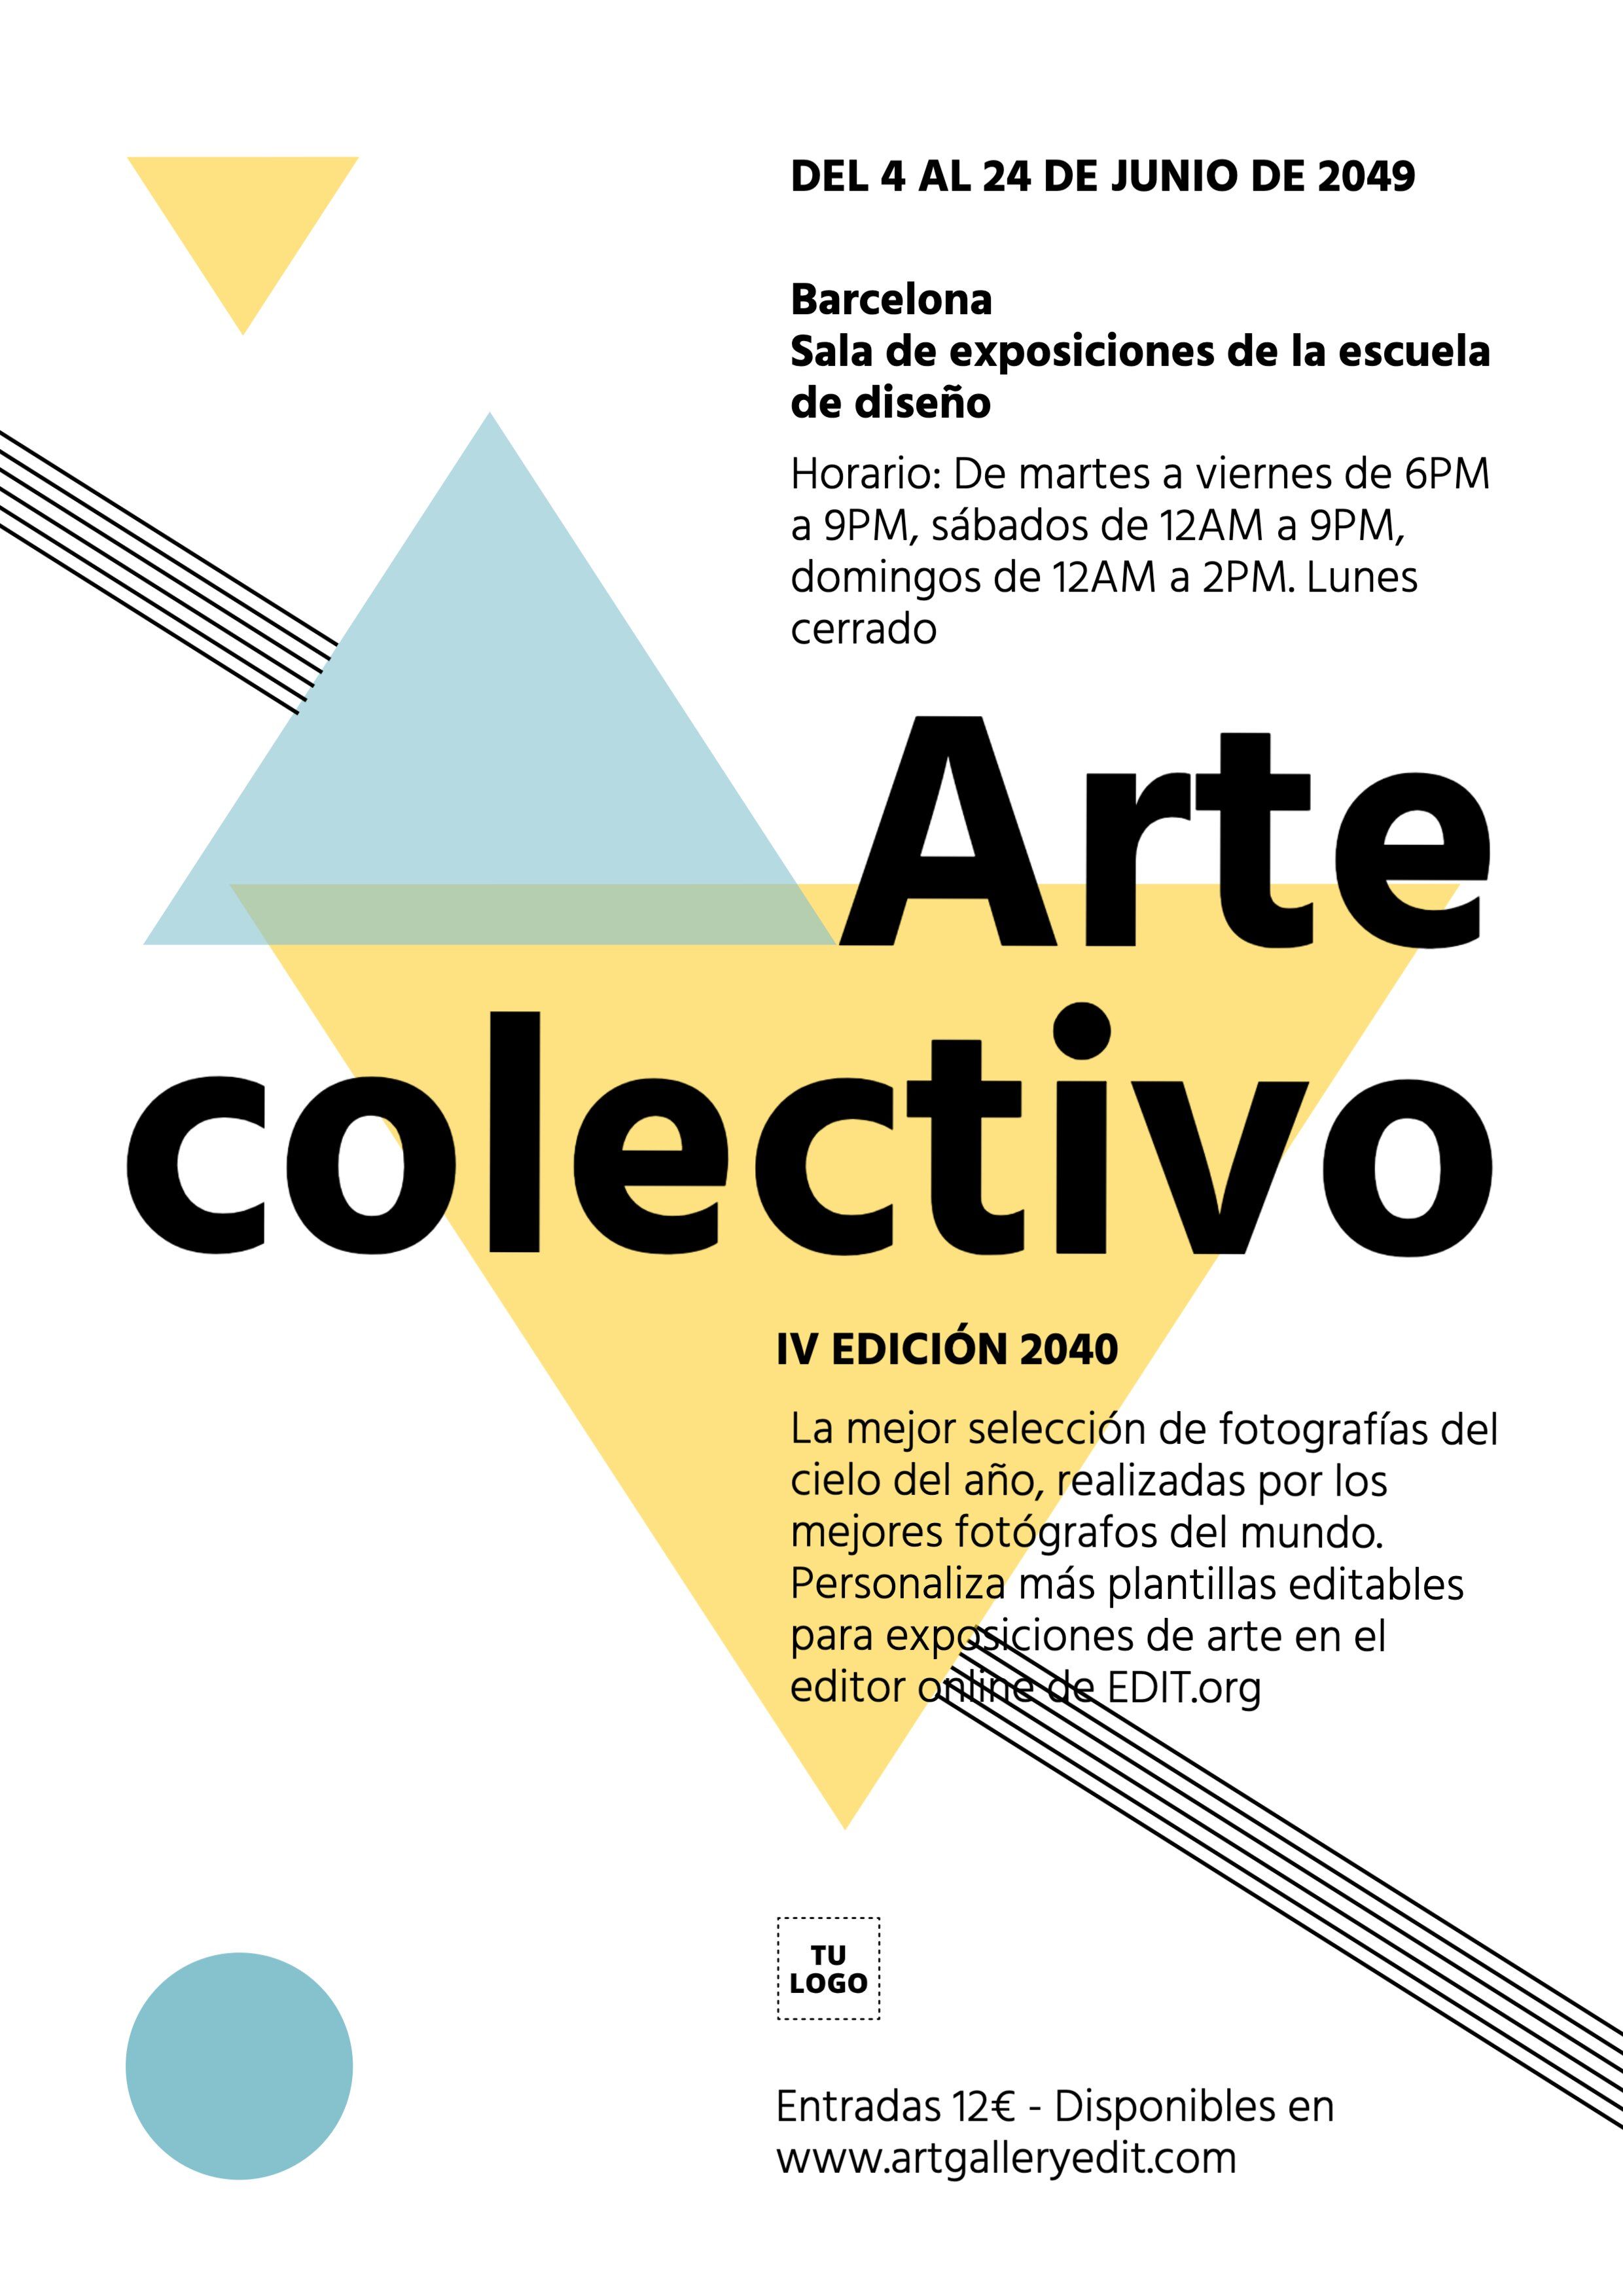 DEL 4 AL 24 DE JUNIO DE 2049
Barcelona
Sala de exposiciones de la escuela
de diseño
Horario: De martes a viernes de 6PM
a 9PM, sábados de 12AM a 9PM,
domingos de 12AM a 2PM. Lunes
cerrado
Arte
colectivo
IV EDICIÓN 2040
La mejor selección de fotografías del
cielo del año, realizadas por los
mejores fotógrafos del mundo.
Personaliza más plantillas editables
para exposiciones de arte en el
editor online de EDIT.org
TU
LOGO
Entradas 12€ - Disponibles en
www.artgalleryedit.com